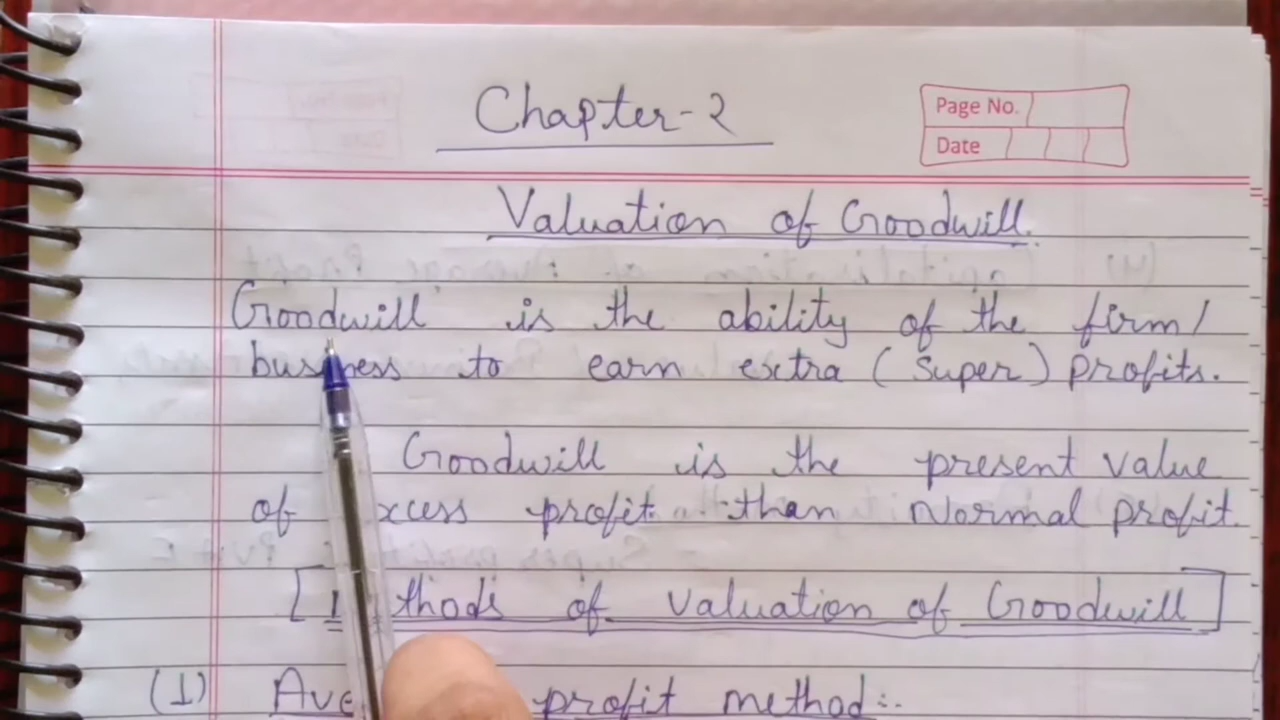 Chapter-2
Page No.
Date
Valuation of Goodwill.
Goodwill is the ability of the firm/
business to earn extra (Super) profits.
Goodwill is the present value
of xcess profit than Normal profit.
[ thods of Valuation of Goodwill ]
(1) Ave profit method:-